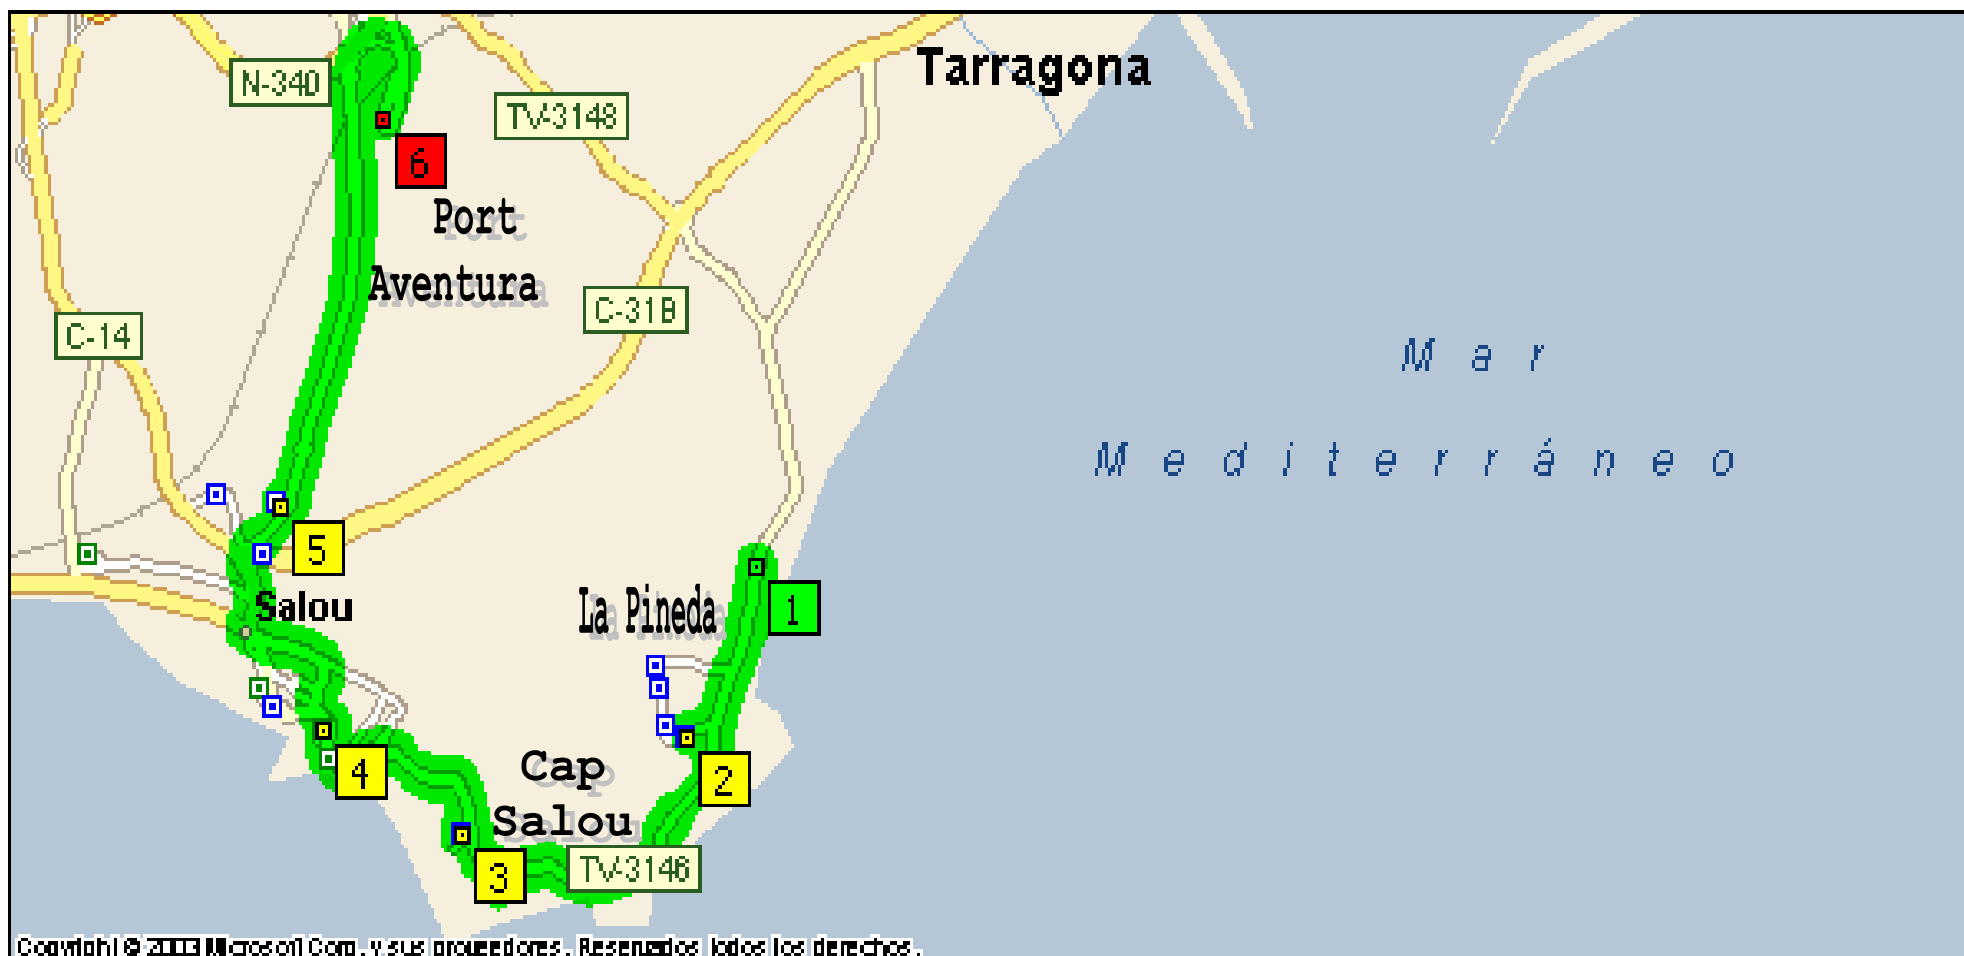 Tarragona
N-340
TV-3148
6
Port
Aventura
C-31B
C-14
Mar
Mediterráneo
5
Salou
La Pineda
1
Cap
Salou
4
2
3
TV-3146
Copyright © 2003 Microsoft Corp. y sus proveedores. Reservados todos los derechos.